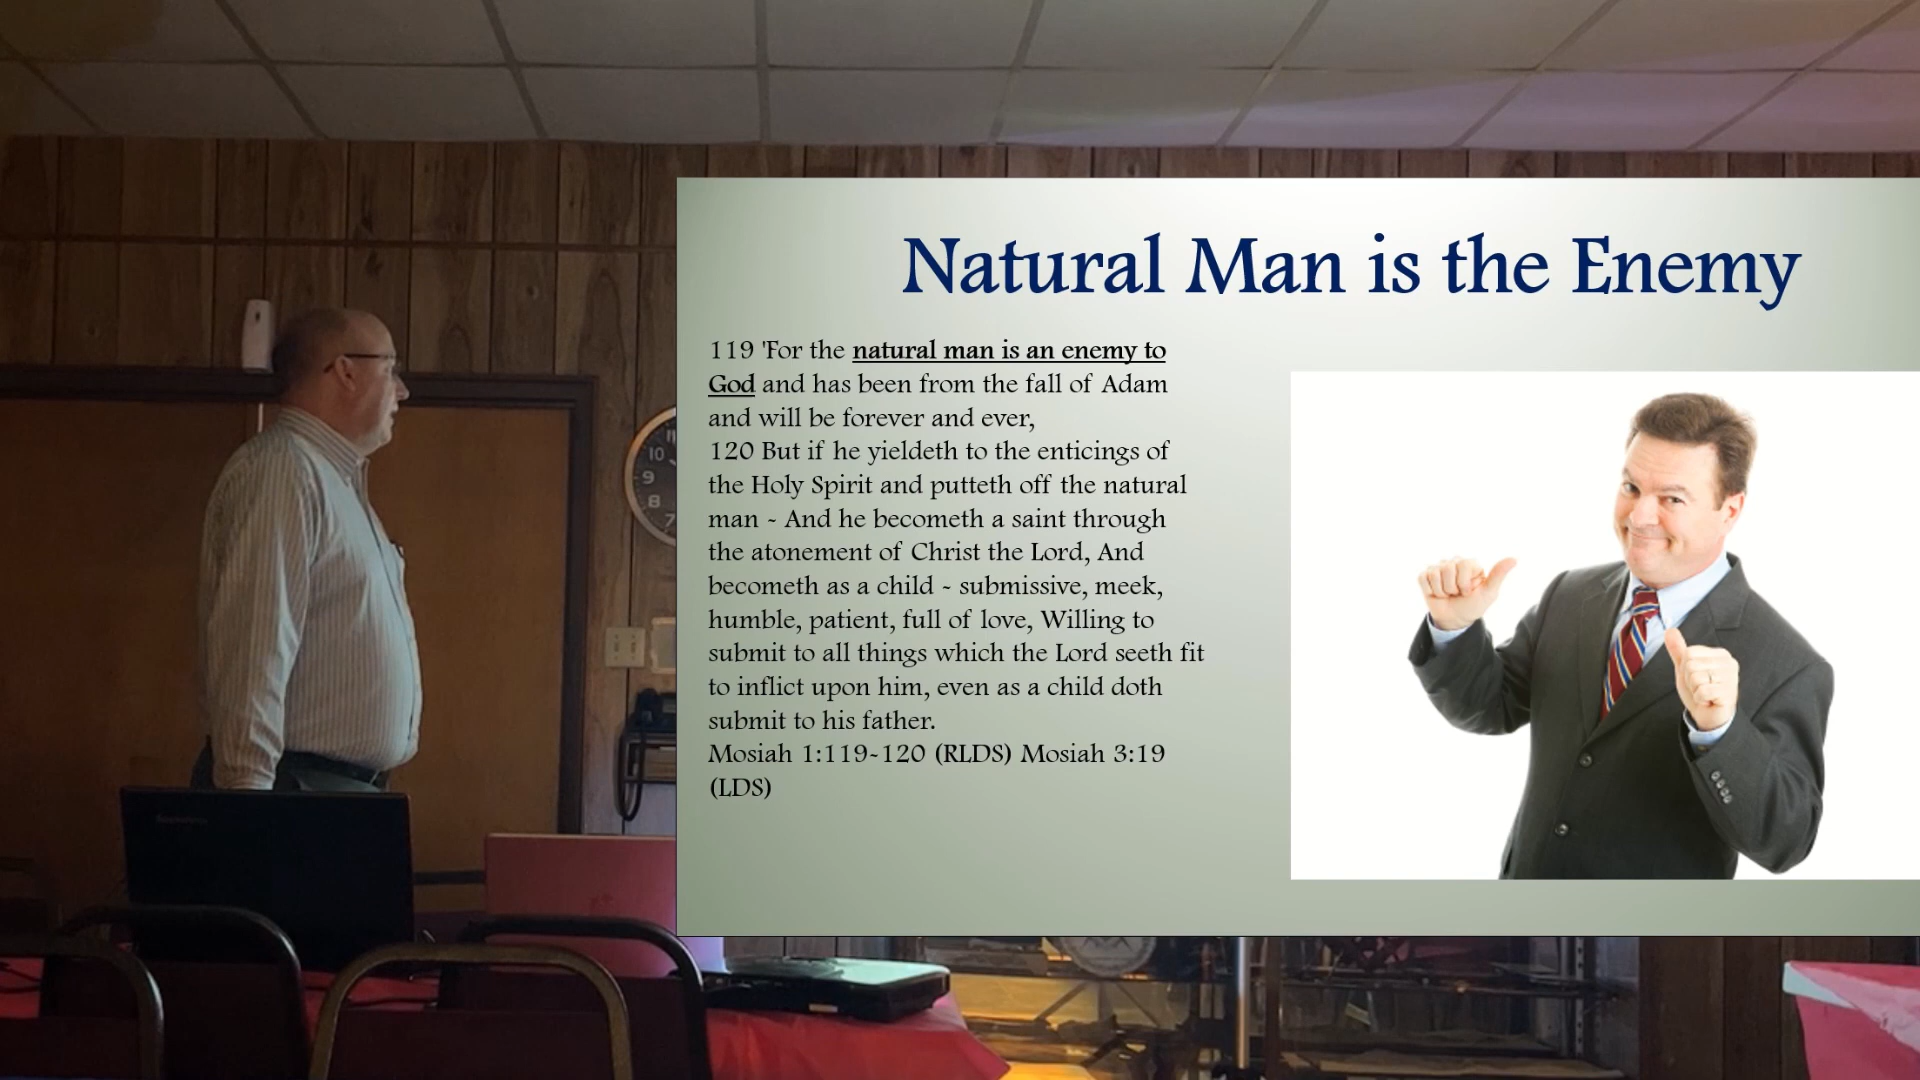 Natural Man is the Enemy
119 'For the natural man is an enemy to
God and has been from the fall of Adam
and will be forever and ever,
120 But if he yieldeth to the enticings of
the Holy Spirit and putteth off the natural
man - And he becometh a saint through
the atonement of Christ the Lord, And
becometh as a child - submissive, meek,
humble, patient, full of love, Willing to
submit to all things which the Lord seeth fit
to inflict upon him, even as a child doth
submit to his father.
Mosiah 1:119-120 (RLDS) Mosiah 3:19
(LDS)
11
10
9
8
7